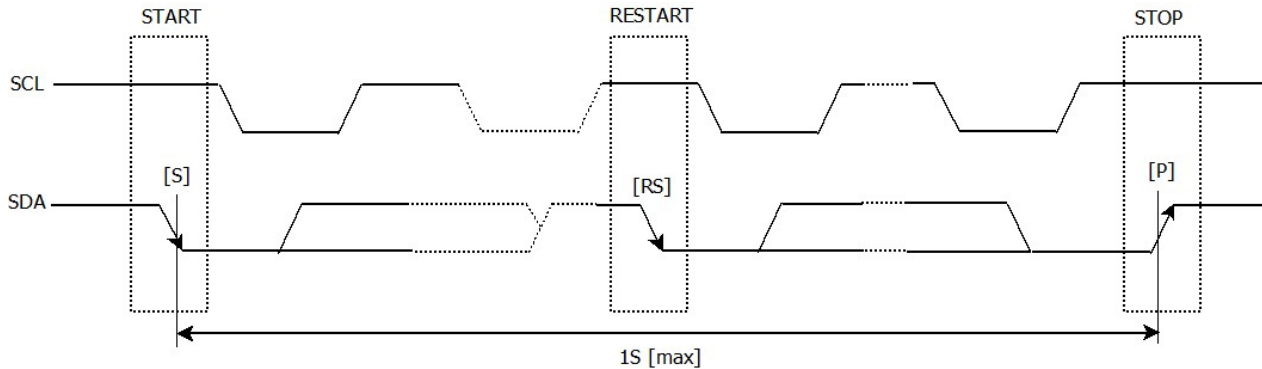 START
RESTART
STOP
SCL
[S]
[RS]
[P]
SDA
1S [max]